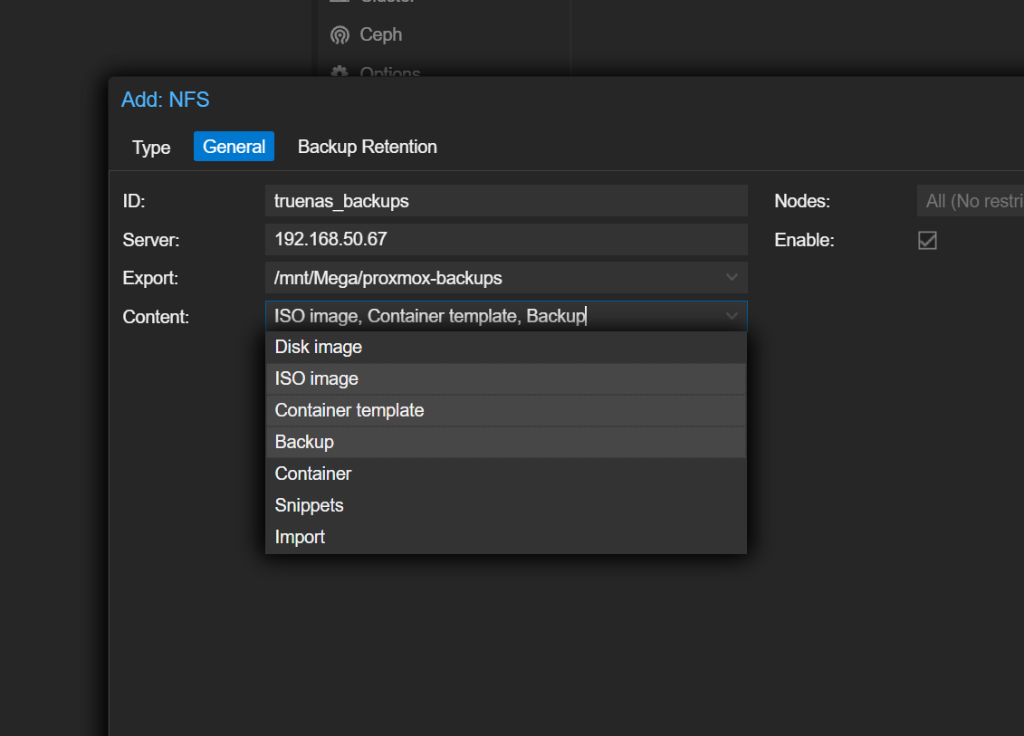 Cluster
Ceph
Options
Add: NFS
Type General Backup Retention
ID: truenas_backups Nodes: All (No restri
Server: 192.168.50.67 Enable:
Export: /mnt/Mega/proxmox-backups
Content: ISO image, Container template, Backup
Disk image
ISO image
Container template
Backup
Container
Snippets
Import